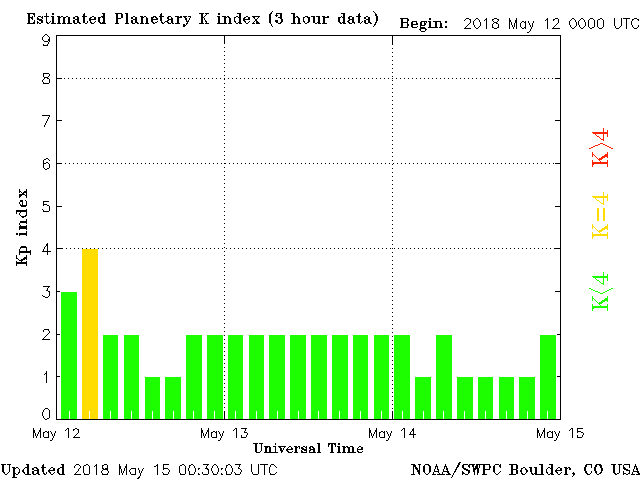 Estimated Planetary K index (3 hour data) Begin: 2018 May 12 0000 UTC
9
8
7
6
5
4
3
2
1
0
Kp index
K>4
K=4
K<4
May 12 May 13 May 14 May 15
Universal Time
Updated 2018 May 15 00:30:03 UTC NOAA/SWPC Boulder, CO USA